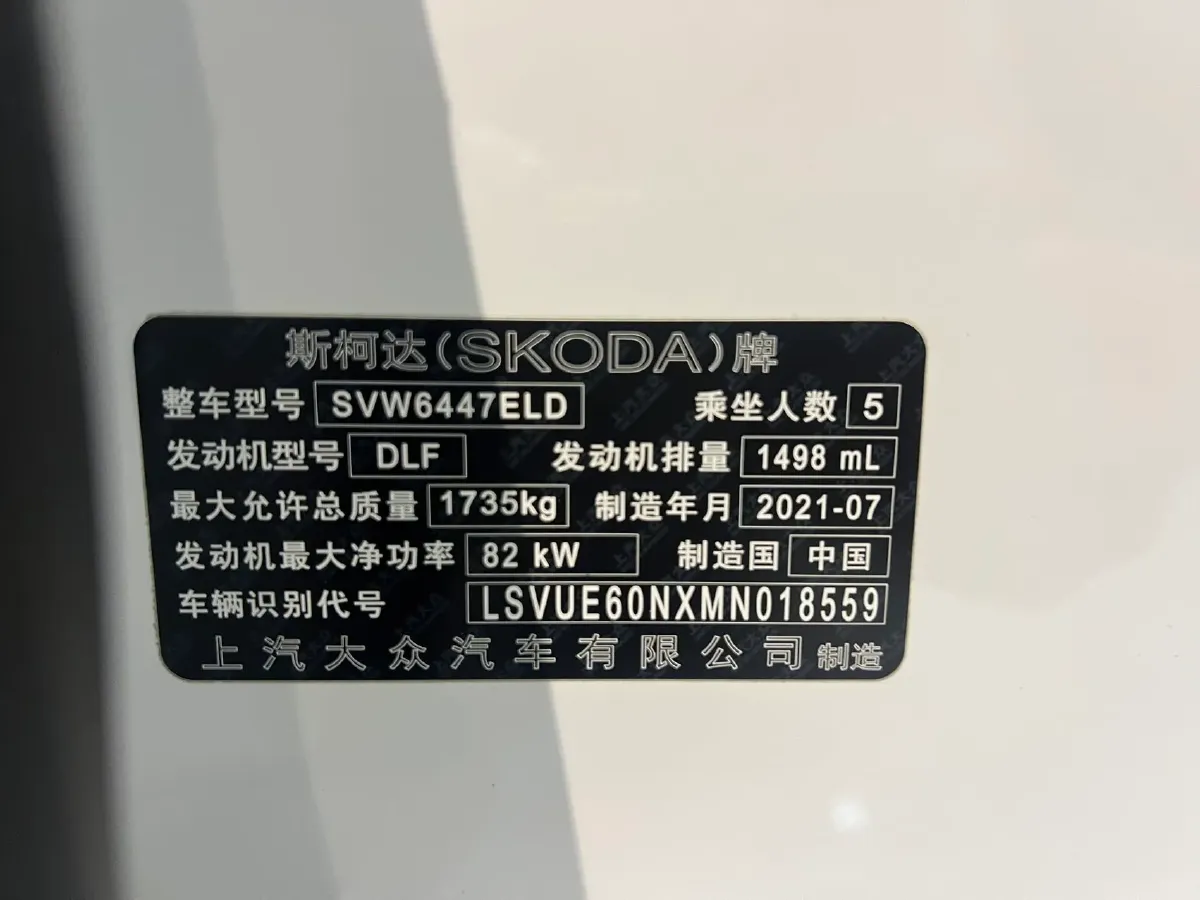 斯柯达(SKODA)牌
整车型号 SVW6447ELD 乘坐人数 5
发动机型号 DLF 发动机排量 1498 mL
最大允许总质量 1735kg 制造年月 2021-07
发动机最大净功率 82 kW 制造国 中国
车辆识别代号 LSVUE60NXMN018559
上汽大众汽车有限公司 制造